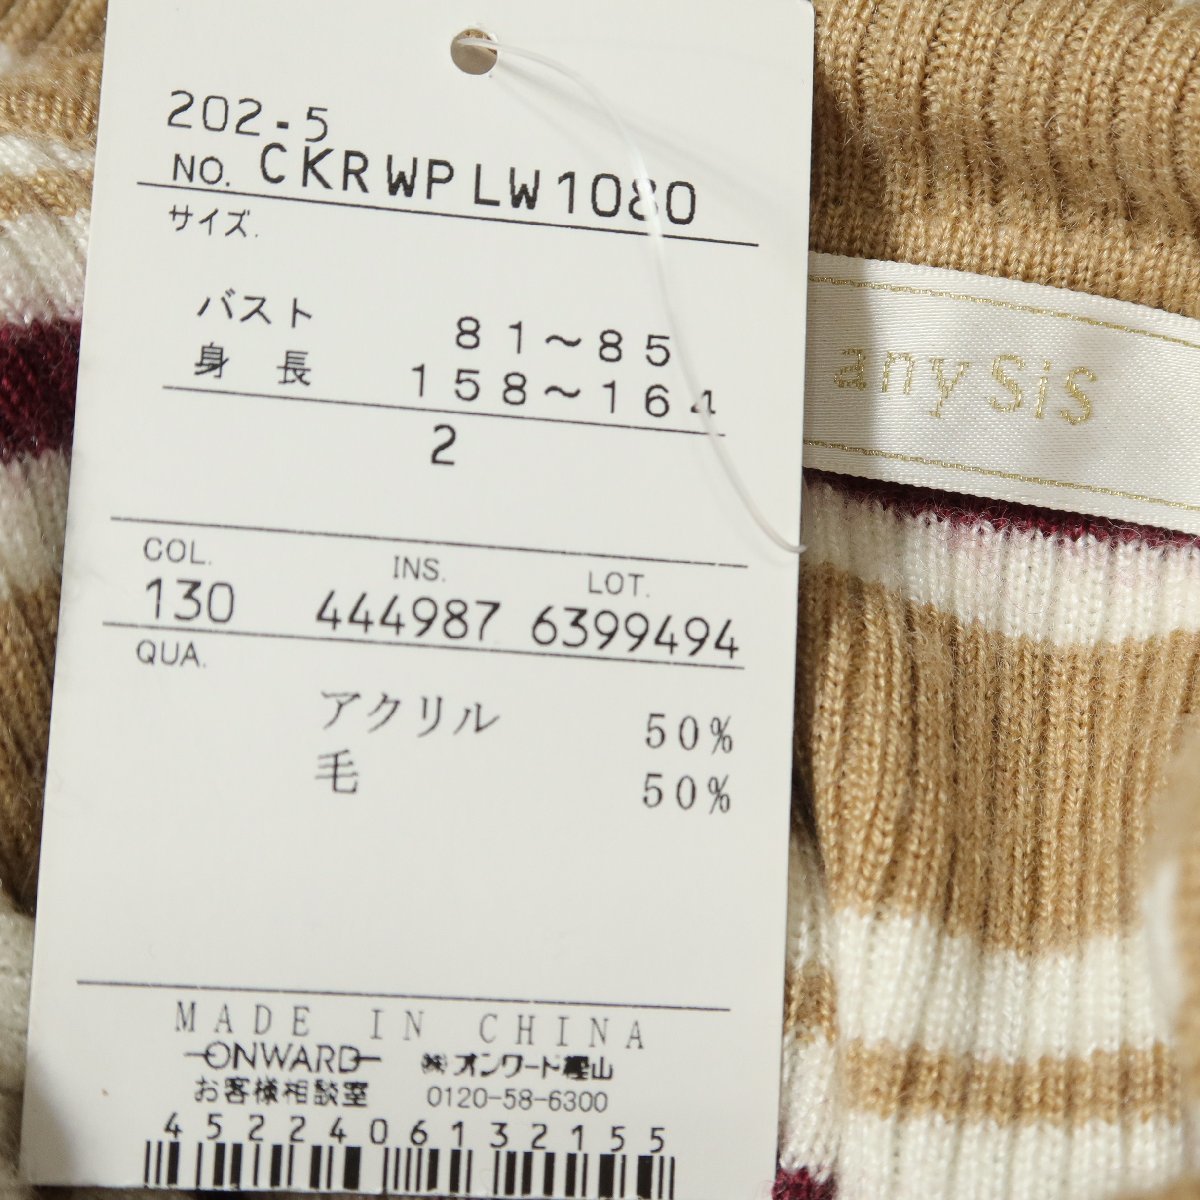 202-5
NO. CKRWPLW1080
サイズ.
バスト 81~85
身長 158~164
2
COL. INS. LOT.
130 444987 6399494
QUA.
アクリル 50%
毛 50%
MADE IN CHINA
ONWARD ㈱オンワード樫山
お客様相談室 0120-58-6300
4522406132155
any SiS